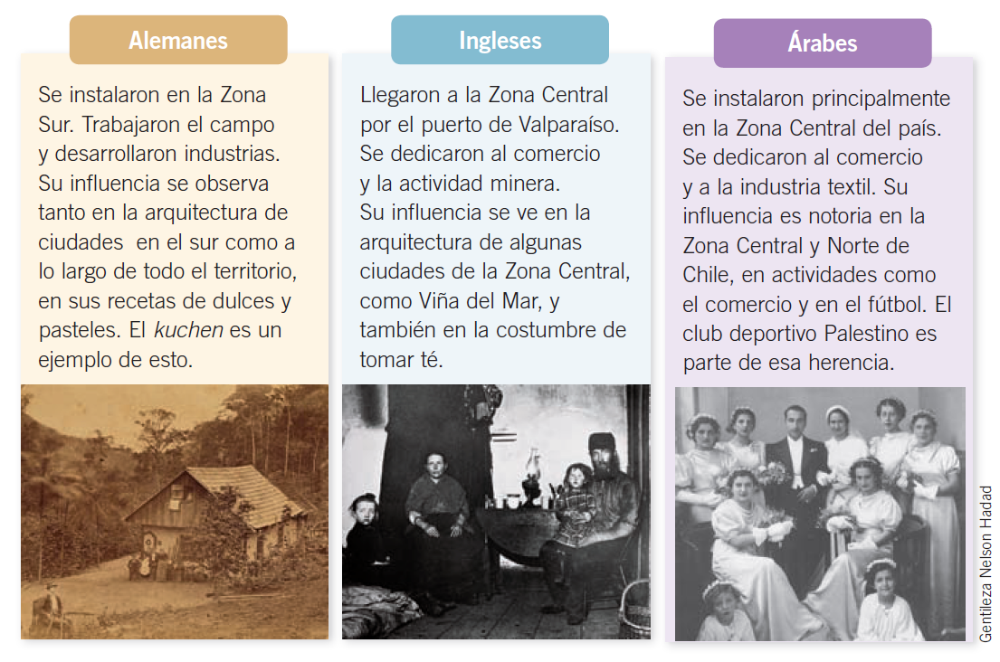 Alemanes
Se instalaron en la Zona
Sur. Trabajaron el campo
y desarrollaron industrias.
Su influencia se observa
tanto en la arquitectura de
ciudades en el sur como a
lo largo de todo el territorio,
en sus recetas de dulces y
pasteles. El kuchen es un
ejemplo de esto.
Ingleses
Llegaron a la Zona Central
por el puerto de Valparaíso.
Se dedicaron al comercio
y la actividad minera.
Su influencia se ve en la
arquitectura de algunas
ciudades de la Zona Central,
como Viña del Mar, y
también en la costumbre de
tomar té.
Árabes
Se instalaron principalmente
en la Zona Central del país.
Se dedicaron al comercio
y a la industria textil. Su
influencia es notoria en la
Zona Central y Norte de
Chile, en actividades como
el comercio y en el fútbol. El
club deportivo Palestino es
parte de esa herencia.
Gentileza Nelson Hadad